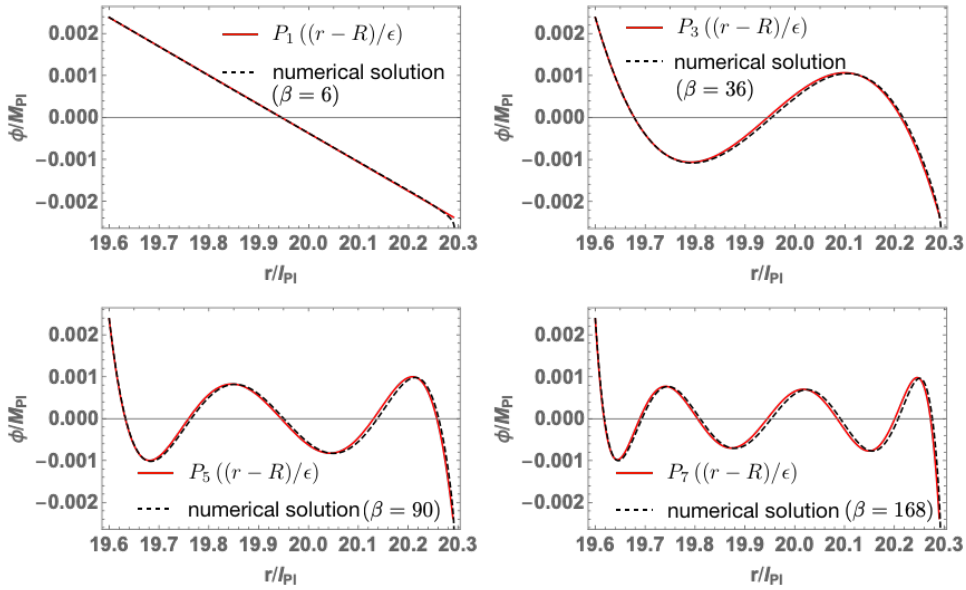 P₁ ((r − R)/ϵ)
numerical solution
(β = 6)
ϕ/M_Pl
0.002
0.001
0.000
−0.001
−0.002
19.6 19.7 19.8 19.9 20.0 20.1 20.2 20.3
r/l_Pl
P₃ ((r − R)/ϵ)
numerical solution
(β = 36)
ϕ/M_Pl
0.002
0.001
0.000
−0.001
−0.002
19.6 19.7 19.8 19.9 20.0 20.1 20.2 20.3
r/l_Pl
ϕ/M_Pl
0.002
0.001
0.000
−0.001
−0.002
P₅ ((r − R)/ϵ)
numerical solution (β = 90)
19.6 19.7 19.8 19.9 20.0 20.1 20.2 20.3
r/l_Pl
ϕ/M_Pl
0.002
0.001
0.000
−0.001
−0.002
P₇ ((r − R)/ϵ)
numerical solution (β = 168)
19.6 19.7 19.8 19.9 20.0 20.1 20.2 20.3
r/l_Pl